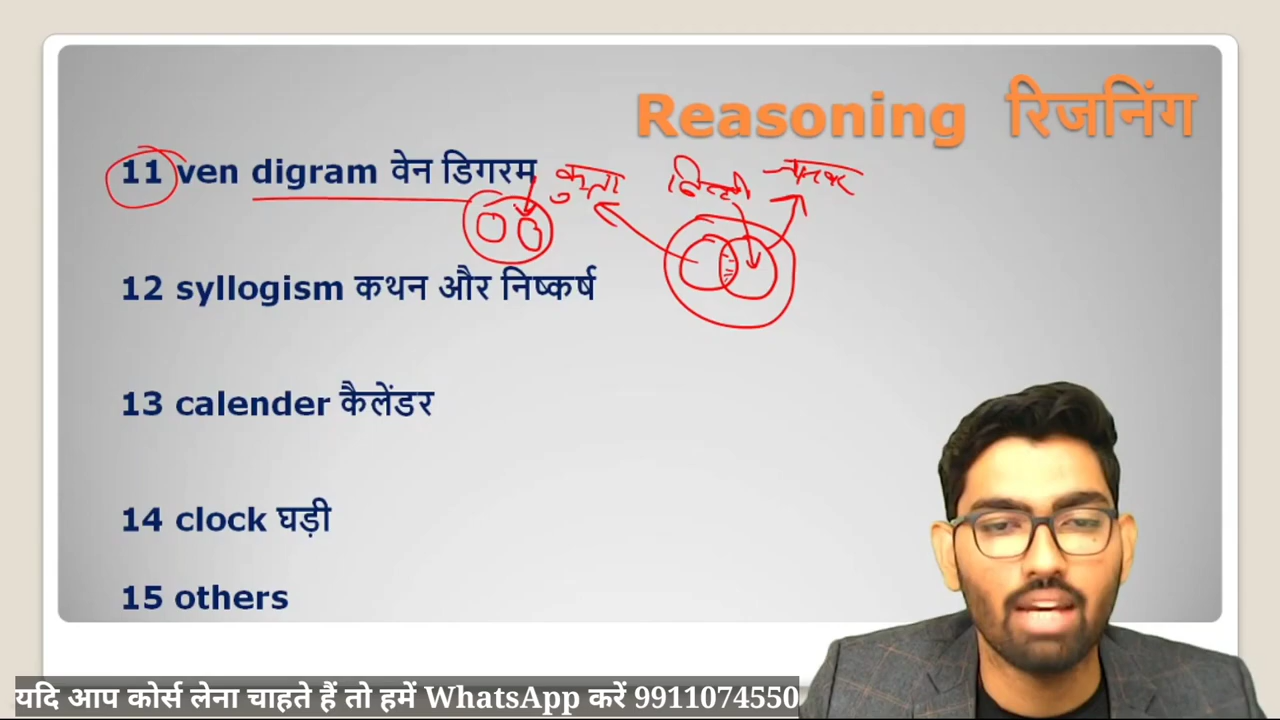 Reasoning रिजनिंग
11 ven digram वेन डिगरम
कुत्ता बिल्ली जानवर
12 syllogism कथन और निष्कर्ष
13 calender कैलेंडर
14 clock घड़ी
15 others
यदि आप कोर्स लेना चाहते हैं तो हमें WhatsApp करें 9911074550